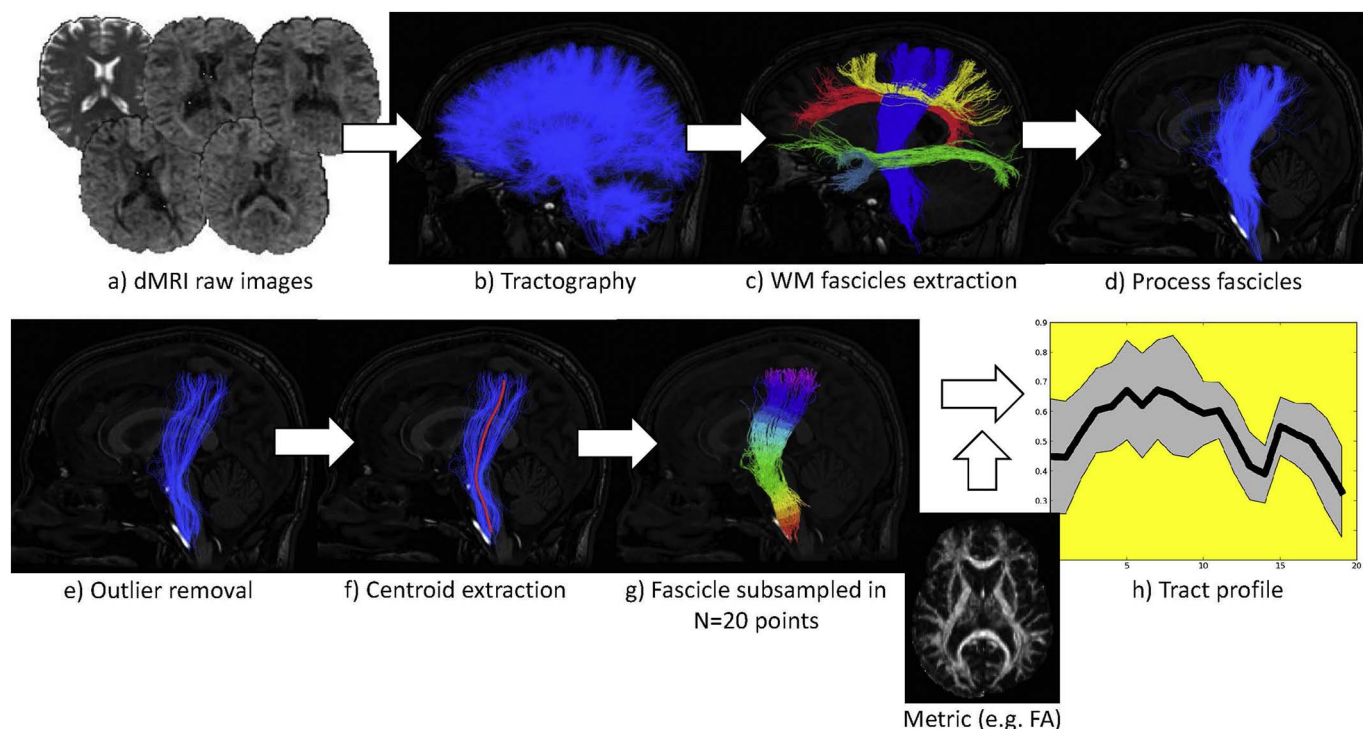 a) dMRI raw images
b) Tractography
c) WM fascicles extraction
d) Process fascicles
e) Outlier removal
f) Centroid extraction
g) Fascicle subsampled in
N=20 points
Metric (e.g. FA)
0.9
0.8
0.7
0.6
0.5
0.4
0.3
5
10
15
20
h) Tract profile